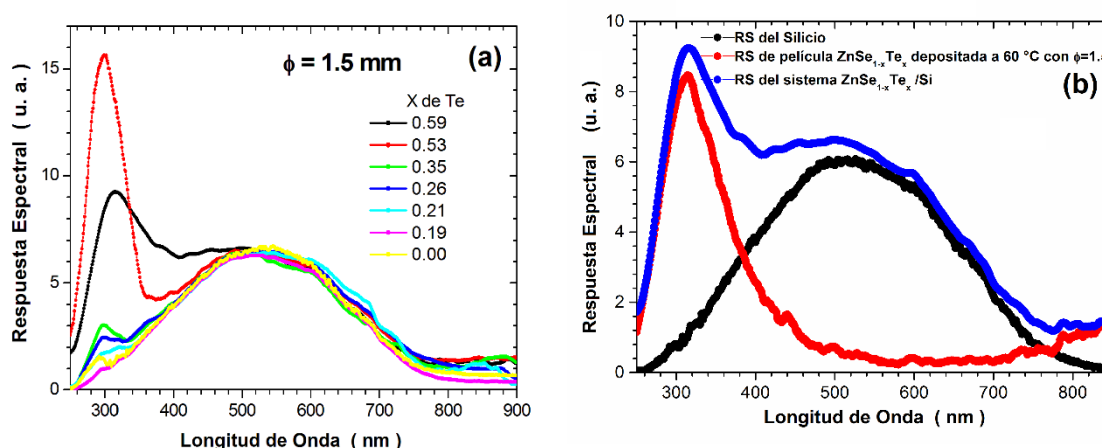 (a)
ϕ = 1.5 mm
X de Te
0.59
0.53
0.35
0.26
0.21
0.19
0.00
Respuesta Espectral ( u. a. )
15
10
5
0
300 400 500 600 700 800 900
Longitud de Onda ( nm )
(b)
RS del Silicio
RS de película ZnSe1-xTex depositada a 60 °C con ϕ=1.5
RS del sistema ZnSe1-xTex /Si
Respuesta Espectral (u. a.)
10
8
6
4
2
0
300 400 500 600 700 800
Longitud de Onda ( nm )